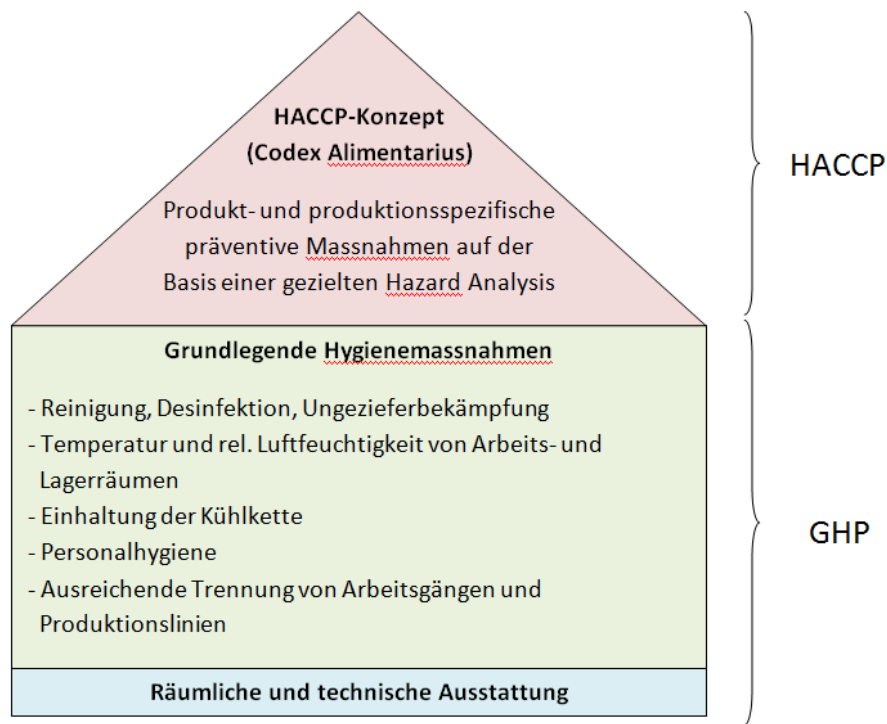 HACCP-Konzept
(Codex Alimentarius)
Produkt- und produktionsspezifische
präventive Massnahmen auf der
Basis einer gezielten Hazard Analysis
HACCP
Grundlegende Hygienemassnahmen
- Reinigung, Desinfektion, Ungezieferbekämpfung
- Temperatur und rel. Luftfeuchtigkeit von Arbeits- und
Lagerräumen
- Einhaltung der Kühlkette
- Personalhygiene
- Ausreichende Trennung von Arbeitsgängen und
Produktionslinien
GHP
Räumliche und technische Ausstattung